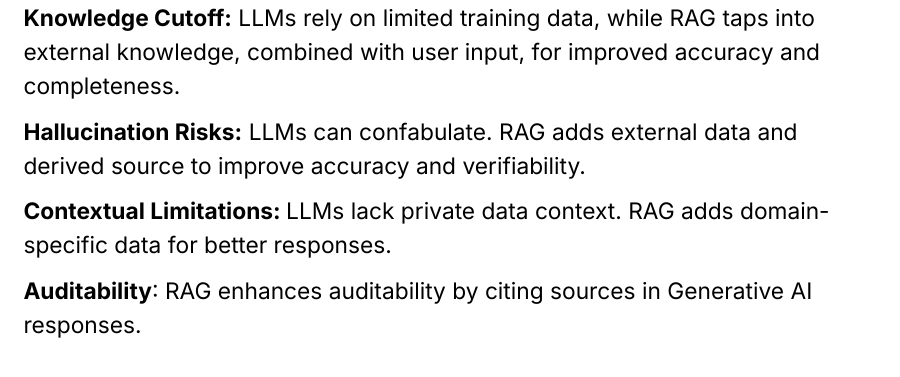 Knowledge Cutoff: LLMs rely on limited training data, while RAG taps into
external knowledge, combined with user input, for improved accuracy and
completeness.
Hallucination Risks: LLMs can confabulate. RAG adds external data and
derived source to improve accuracy and verifiability.
Contextual Limitations: LLMs lack private data context. RAG adds domain-
specific data for better responses.
Auditability: RAG enhances auditability by citing sources in Generative AI
responses.